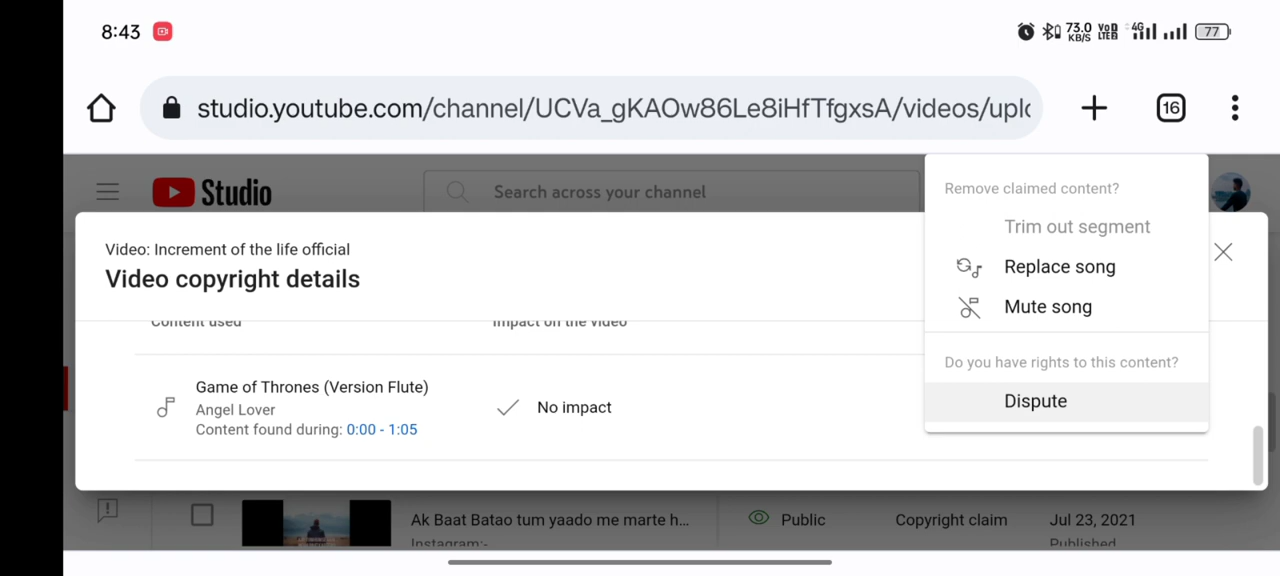 8:43
73.0
KB/S
VoD
LTE
4G
77
studio.youtube.com/channel/UCVa_gKAOw86Le8iHfTfgxsA/videos/uplo
16
Studio
Search across your channel
Remove claimed content?
Trim out segment
Replace song
Mute song
Do you have rights to this content?
Dispute
Video: Increment of the life official
Video copyright details
Content used
Impact on the video
Game of Thrones (Version Flute)
Angel Lover
Content found during: 0:00 - 1:05
No impact
Ak Baat Batao tum yaado me marte h...
Instagram:-
Public
Copyright claim
Jul 23, 2021
Published